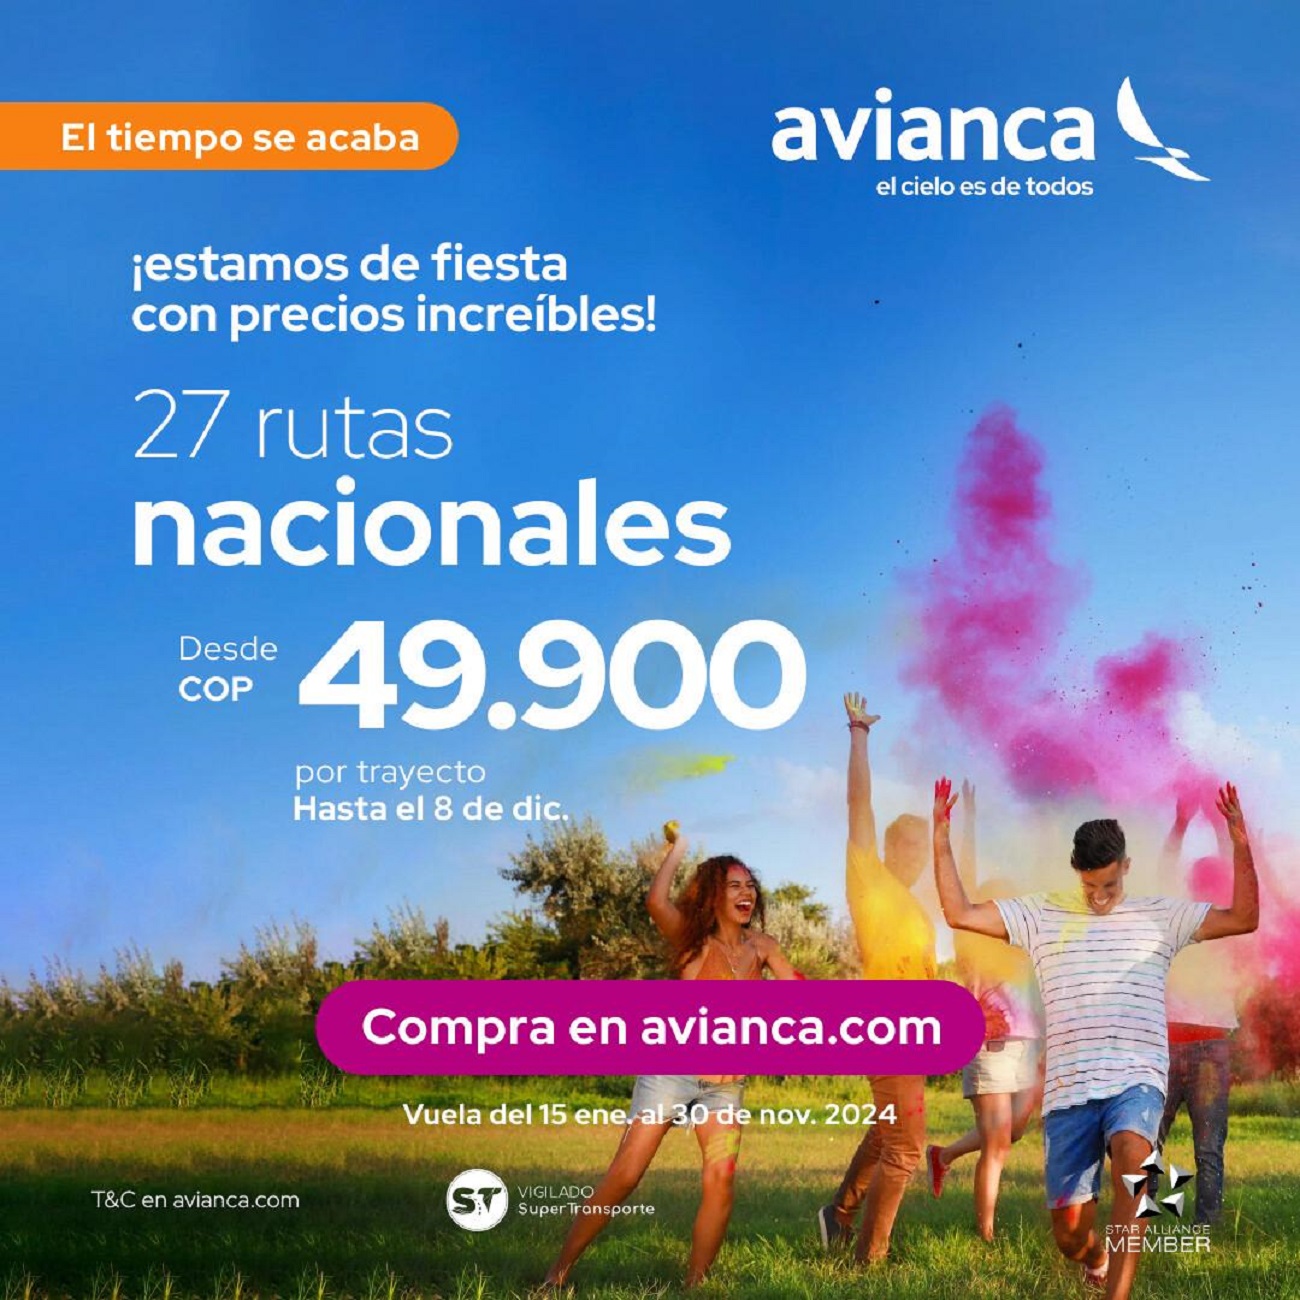 El tiempo se acaba
avianca
el cielo es de todos
¡estamos de fiesta
con precios increíbles!
27 rutas
nacionales
Desde
COP
49.900
por trayecto
Hasta el 8 de dic.
Compra en avianca.com
Vuela del 15 ene. al 30 de nov. 2024
T&C en avianca.com
ST
VIGILADO
SuperTransporte
STAR ALLIANCE
MEMBER